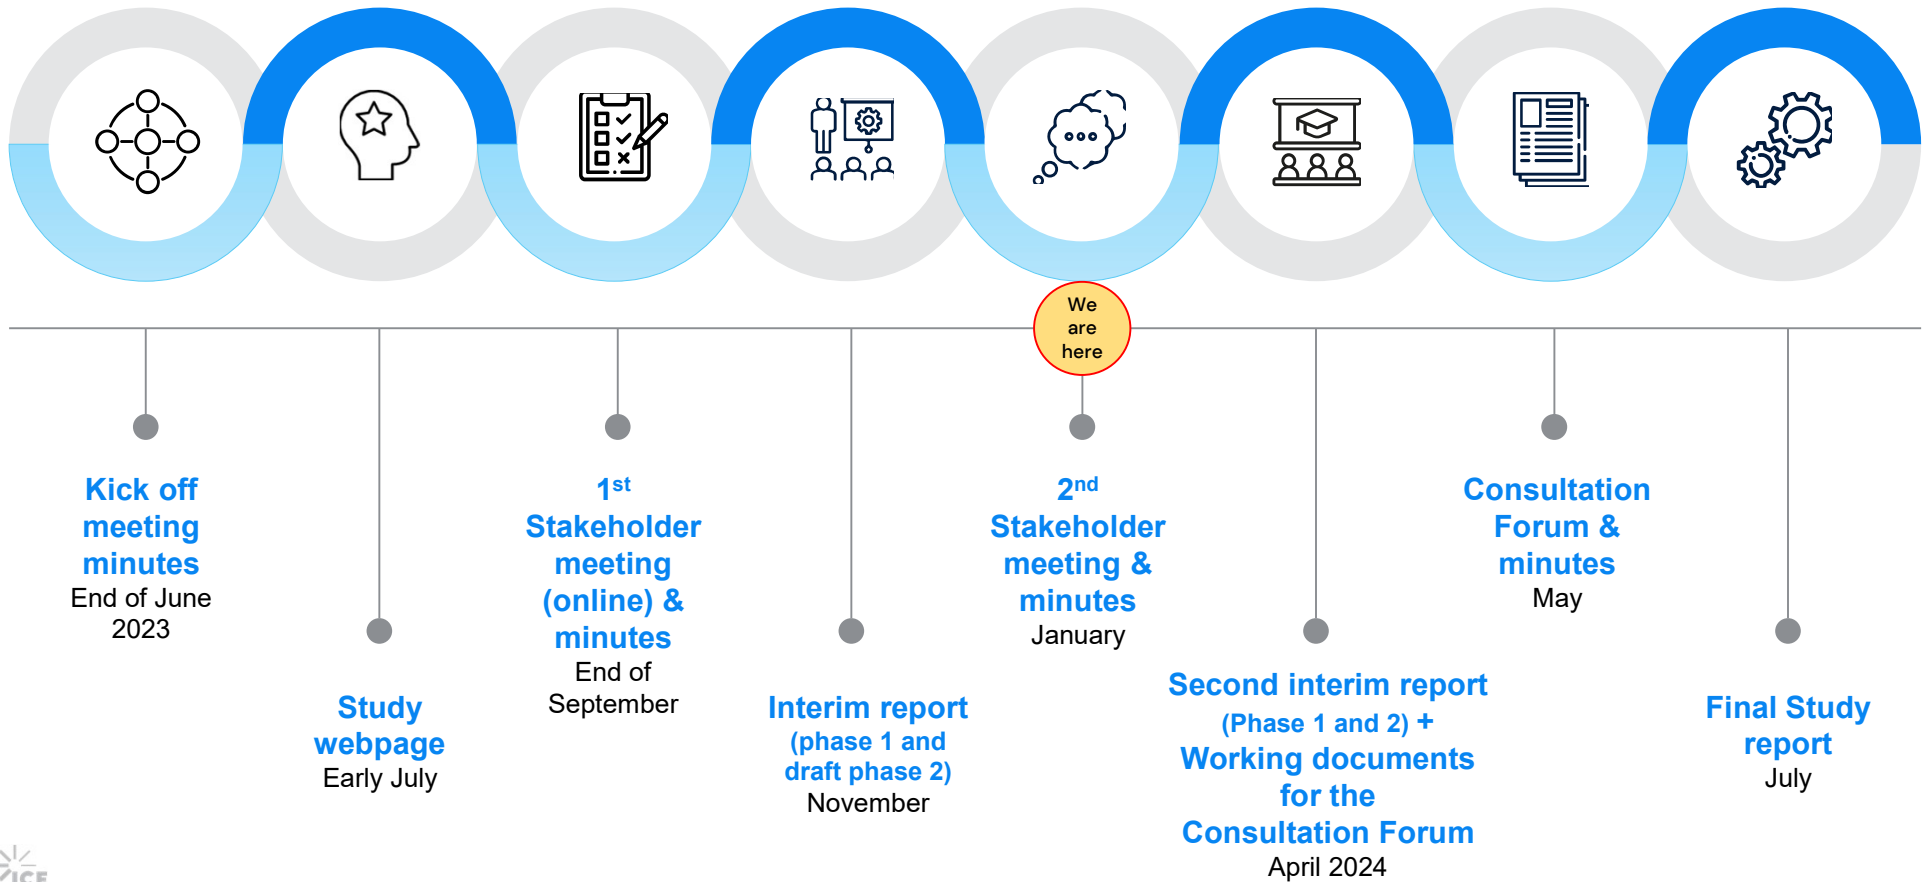 We
are
here
Kick off
meeting
minutes
End of June
2023
Study
webpage
Early July
1st
Stakeholder
meeting
(online) &
minutes
End of
September
Interim report
(phase 1 and
draft phase 2)
November
2nd
Stakeholder
meeting &
minutes
January
Second interim report
(Phase 1 and 2) +
Working documents
for the
Consultation Forum
April 2024
Consultation
Forum &
minutes
May
Final Study
report
July
ICF